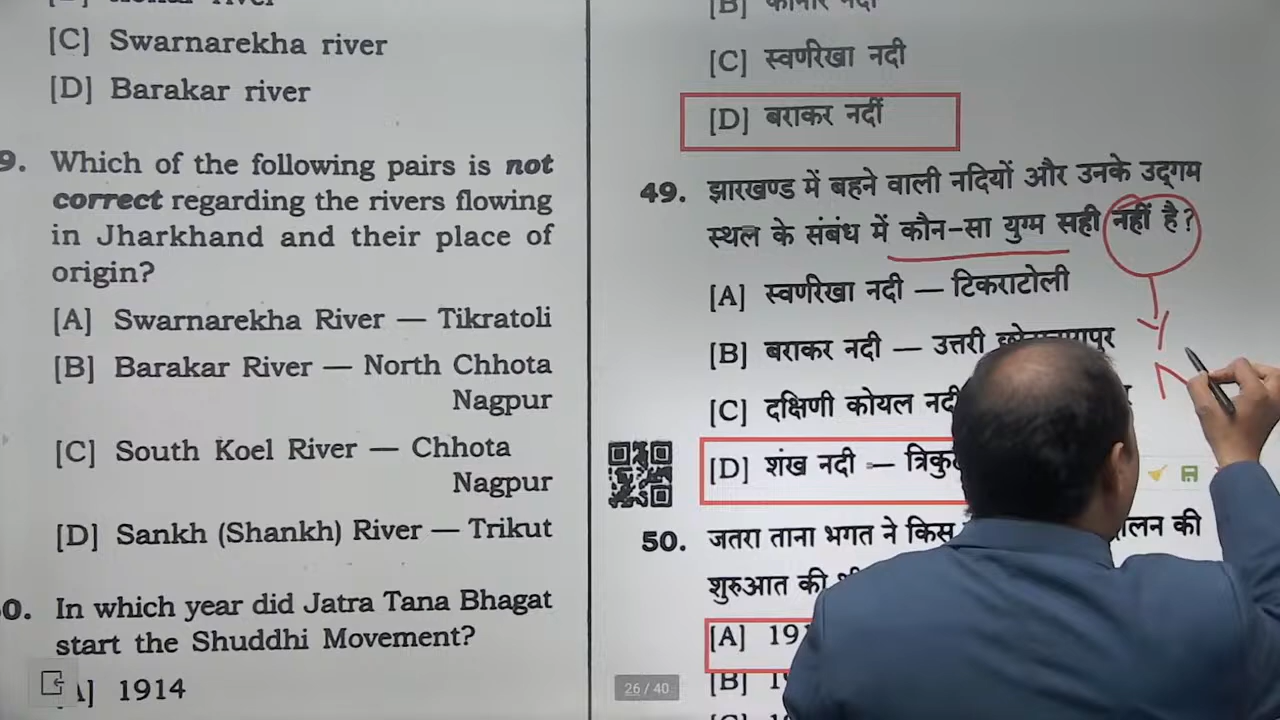 [C] Swarnarekha river
[D] Barakar river
9. Which of the following pairs is not
correct regarding the rivers flowing
in Jharkhand and their place of
origin?
[A] Swarnarekha River — Tikratoli
[B] Barakar River — North Chhota
Nagpur
[C] South Koel River — Chhota
Nagpur
[D] Sankh (Shankh) River — Trikut
0. In which year did Jatra Tana Bhagat
start the Shuddhi Movement?
A] 1914
[C] स्वर्णरेखा नदी
[D] बराकर नदीं
49. झारखण्ड में बहने वाली नदियों और उनके उद्गम
स्थल के संबंध में कौन-सा युग्म सही नहीं है?
[A] स्वर्णरेखा नदी — टिकराटोली
[B] बराकर नदी — उत्तरी
[C] दक्षिणी कोयल नदी
[D] शंख नदी —
50. जतरा ताना भगत ने किस
शुरुआत की
[A]
[B]
26 / 40